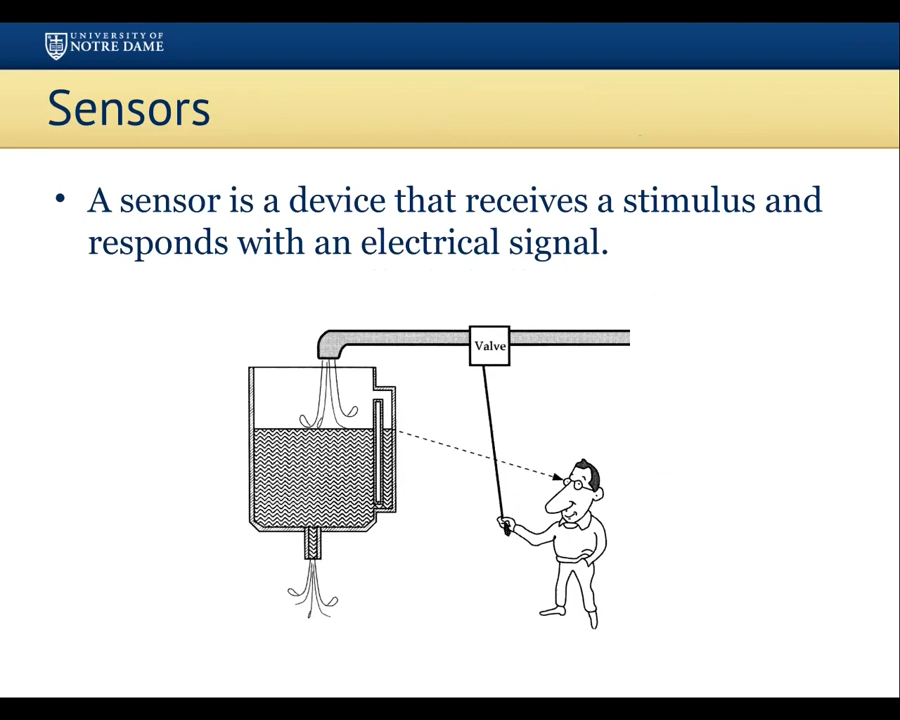 UNIVERSITY OF
NOTRE DAME
Sensors
• A sensor is a device that receives a stimulus and
responds with an electrical signal.
Valve